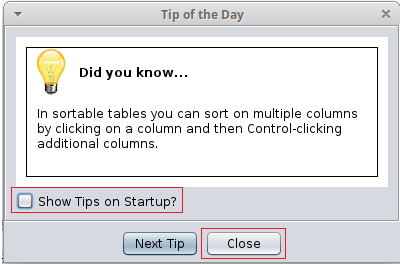 Tip of the Day
Did you know...
In sortable tables you can sort on multiple columns
by clicking on a column and then Control-clicking
additional columns.
Show Tips on Startup?
Next Tip
Close